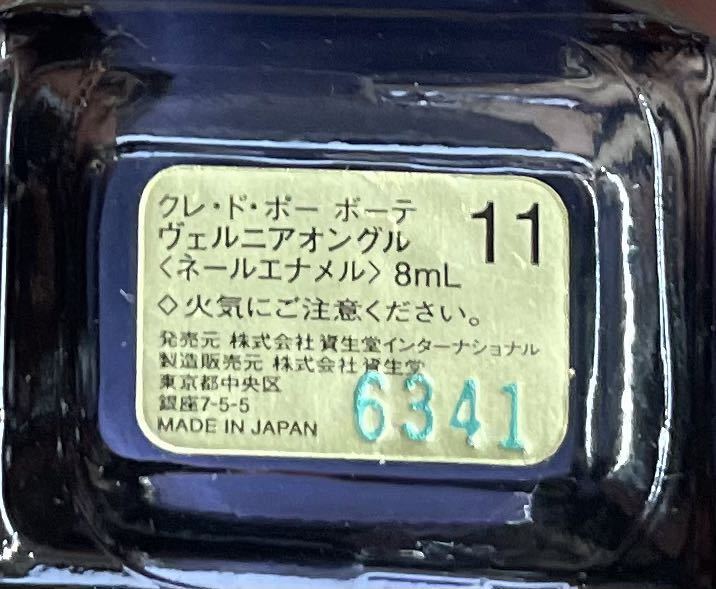 クレ・ド・ポー ボーテ
ヴェルニアオングル 11
〈ネールエナメル〉 8mL
◇火気にご注意ください。
発売元 株式会社 資生堂インターナショナル
製造販売元 株式会社 資生堂
東京都中央区
銀座7-5-5
MADE IN JAPAN
6341